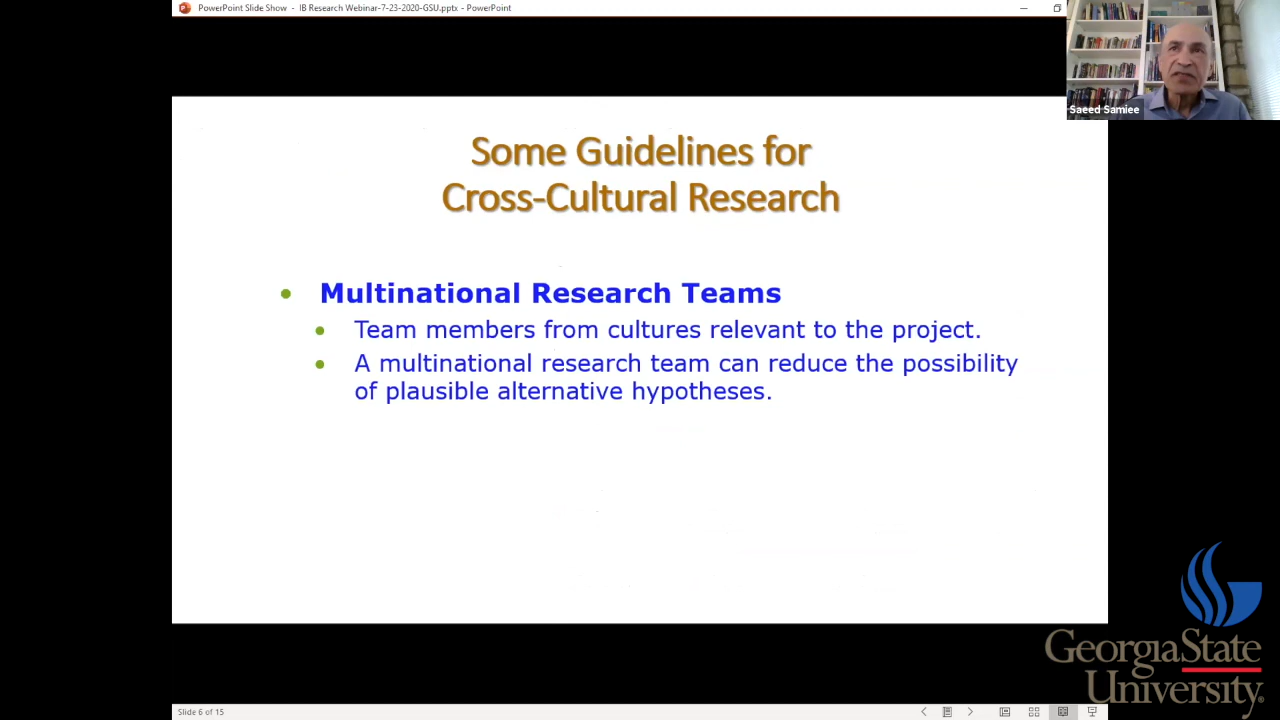 PowerPoint Slide Show - IB Research Webinar-7-23-2020-GSU.pptx - PowerPoint
Saeed Samiee
Some Guidelines for
Cross-Cultural Research
Multinational Research Teams
Team members from cultures relevant to the project.
A multinational research team can reduce the possibility
of plausible alternative hypotheses.
GeorgiaState
University®
Slide 6 of 15